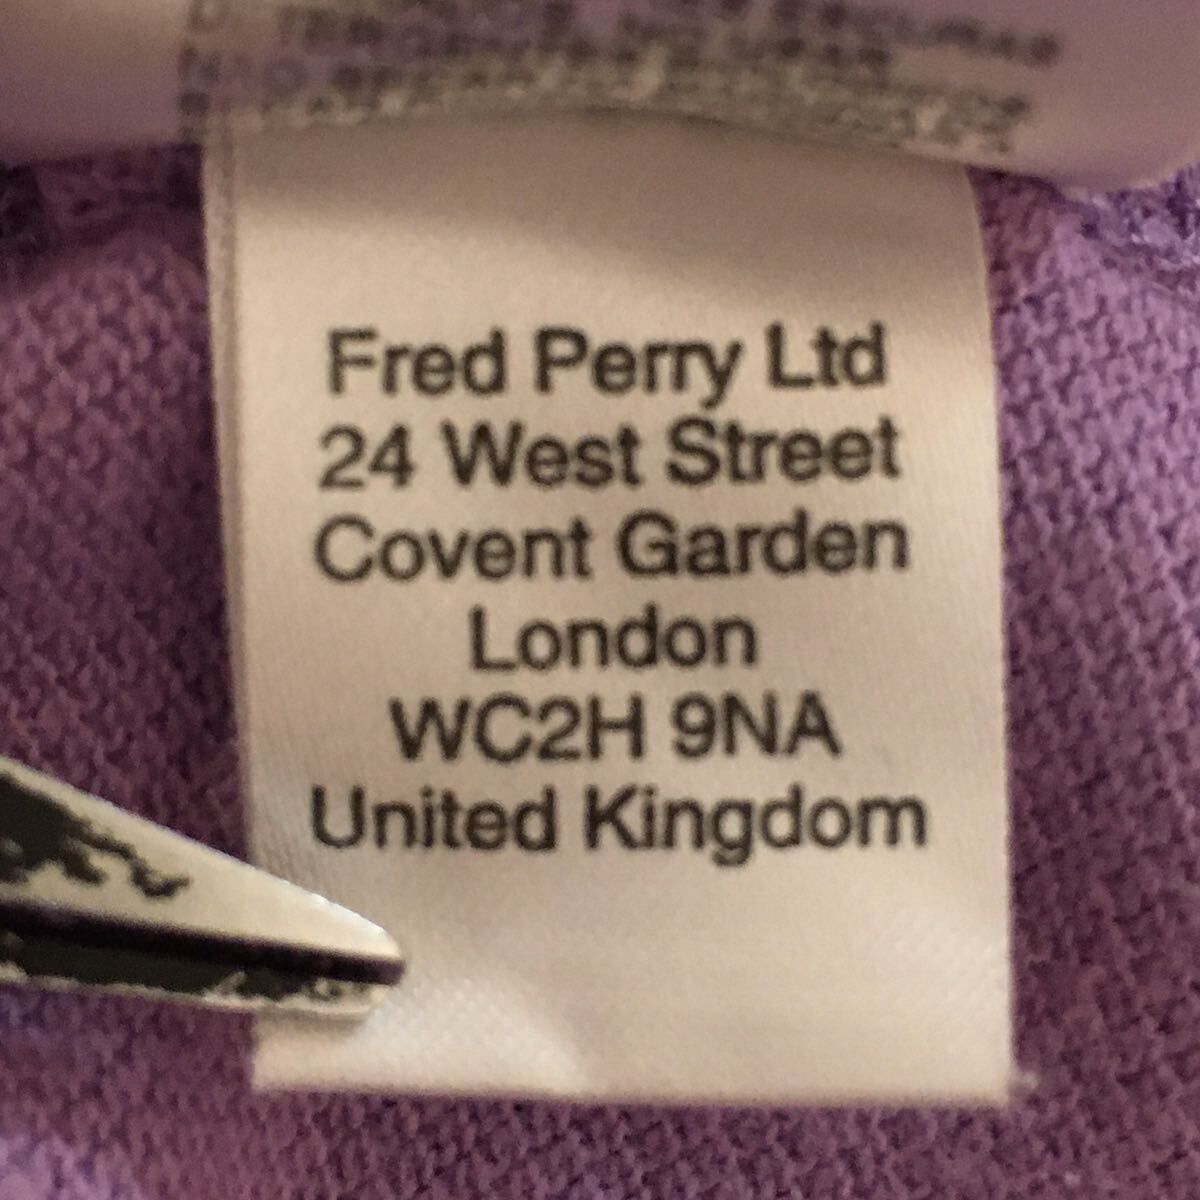 Fred Perry Ltd
24 West Street
Covent Garden
London
WC2H 9NA
United Kingdom